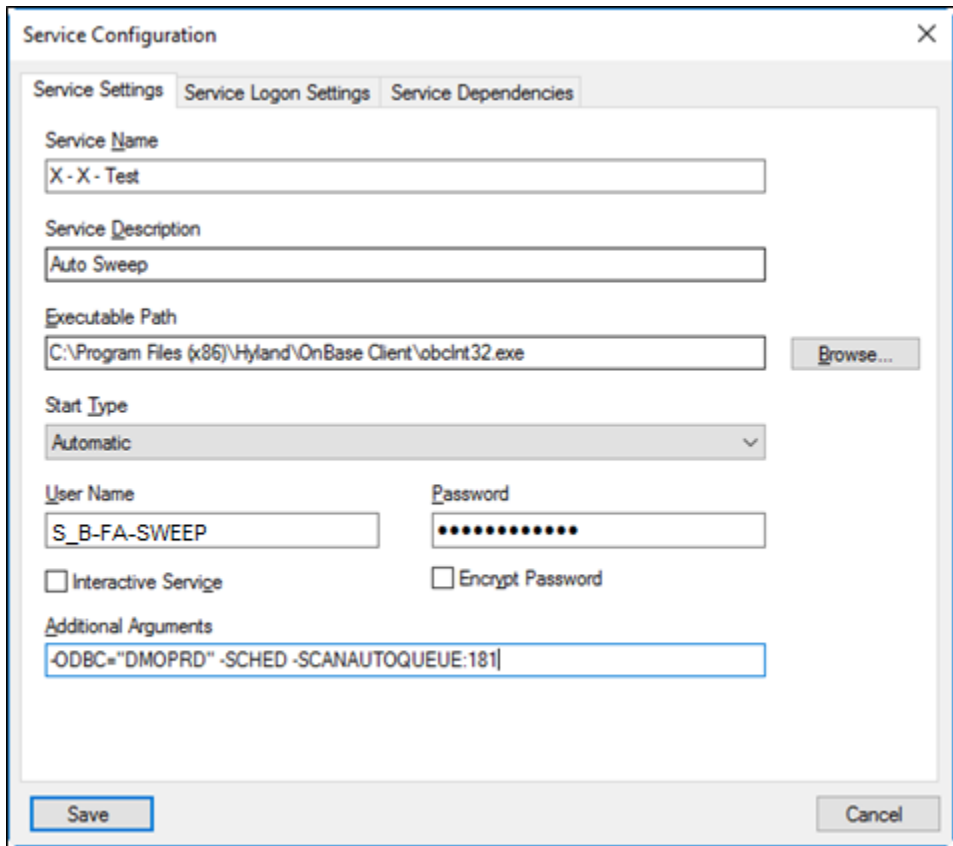 Service Configuration
Service Settings Service Logon Settings Service Dependencies
Service Name
X - X - Test
Service Description
Auto Sweep
Executable Path
C:\Program Files (x86)\Hyland\OnBase Client\obclnt32.exe
Browse...
Start Type
Automatic
User Name Password
S_B-FA-SWEEP ••••••••••••
Interactive Service Encrypt Password
Additional Arguments
-ODBC="DMOPRD" -SCHED -SCANAUTOQUEUE:181
Save Cancel